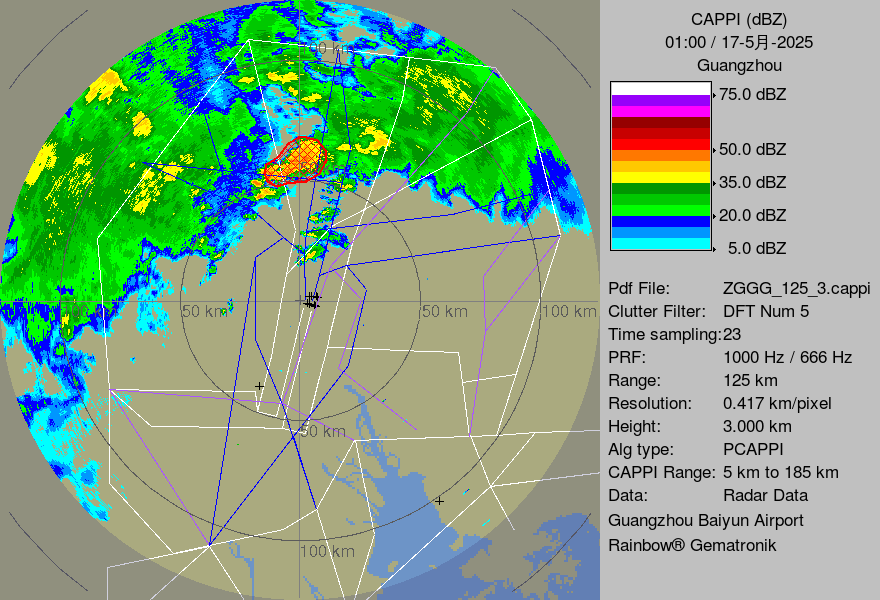 CAPPI (dBZ)
01:00 / 17-5月-2025
Guangzhou
75.0 dBZ
50.0 dBZ
35.0 dBZ
20.0 dBZ
5.0 dBZ
Pdf File: ZGGG_125_3.cappi
Clutter Filter: DFT Num 5
Time sampling:23
PRF: 1000 Hz / 666 Hz
Range: 125 km
Resolution: 0.417 km/pixel
Height: 3.000 km
Alg type: PCAPPI
CAPPI Range: 5 km to 185 km
Data: Radar Data
Guangzhou Baiyun Airport
Rainbow® Gematronik
100 km
100 km
50 km
50 km
100 km
50 km
100 km